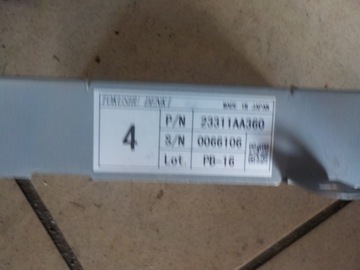 TOKUSHU DENKI MADE IN JAPAN
4
P/N 23311AA360
S/N 0066106
Lot PB-16